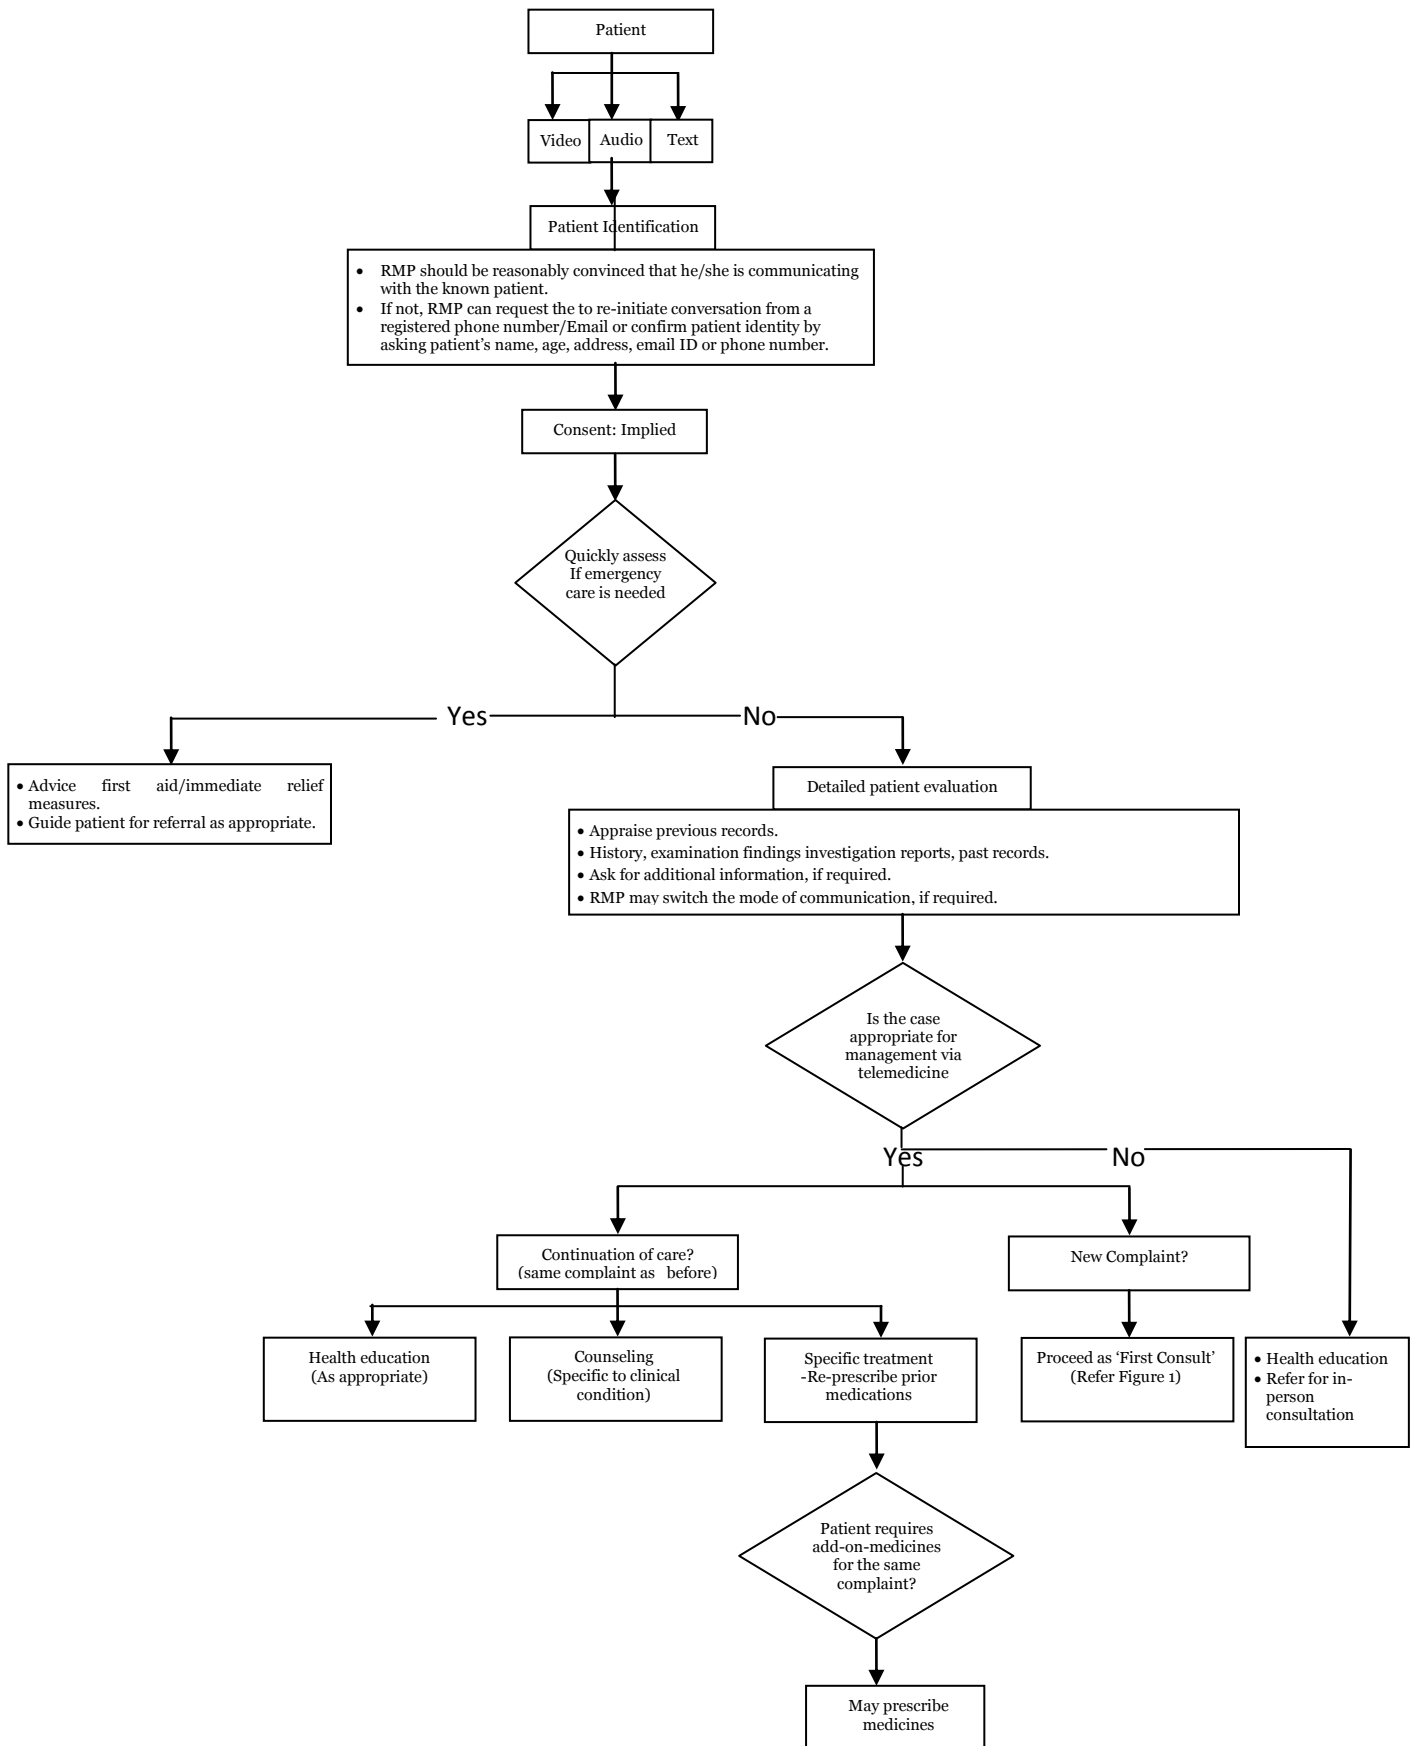 Patient
Video
Audio
Text
Patient Identification
• RMP should be reasonably convinced that he/she is communicating
with the known patient.
• If not, RMP can request the to re-initiate conversation from a
registered phone number/Email or confirm patient identity by
asking patient's name, age, address, email ID or phone number.
Consent: Implied
Quickly assess
If emergency
care is needed
Yes
No
• Advice first aid/immediate relief
measures.
• Guide patient for referral as appropriate.
Detailed patient evaluation
• Appraise previous records.
• History, examination findings investigation reports, past records.
• Ask for additional information, if required.
• RMP may switch the mode of communication, if required.
Is the case
appropriate for
management via
telemedicine
Yes
No
Continuation of care?
(same complaint as before)
New Complaint?
Health education
(As appropriate)
Counseling
(Specific to clinical
condition)
Specific treatment
-Re-prescribe prior
medications
Proceed as ‘First Consult’
(Refer Figure 1)
• Health education
• Refer for in-
person
consultation
Patient requires
add-on-medicines
for the same
complaint?
May prescribe
medicines